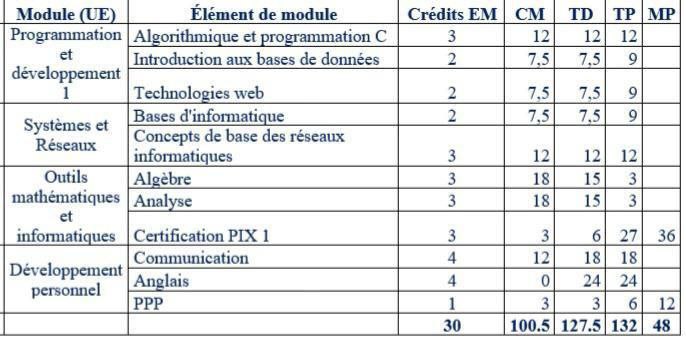 Module (UE) Élément de module Crédits EM CM TD TP MP
Programmation et développement 1 Algorithmique et programmation C 3 12 12 12
Introduction aux bases de données 2 7,5 7,5 9
Technologies web 2 7,5 7,5 9
Systèmes et Réseaux Bases d'informatique 2 7,5 7,5 9
Concepts de base des réseaux informatiques 3 12 12 12
Outils mathématiques et informatiques Algèbre 3 18 15 3
Analyse 3 18 15 3
Certification PIX 1 3 3 6 27 36
Développement personnel Communication 4 12 18 18
Anglais 4 0 24 24
PPP 1 3 3 6 12
30 100.5 127.5 132 48